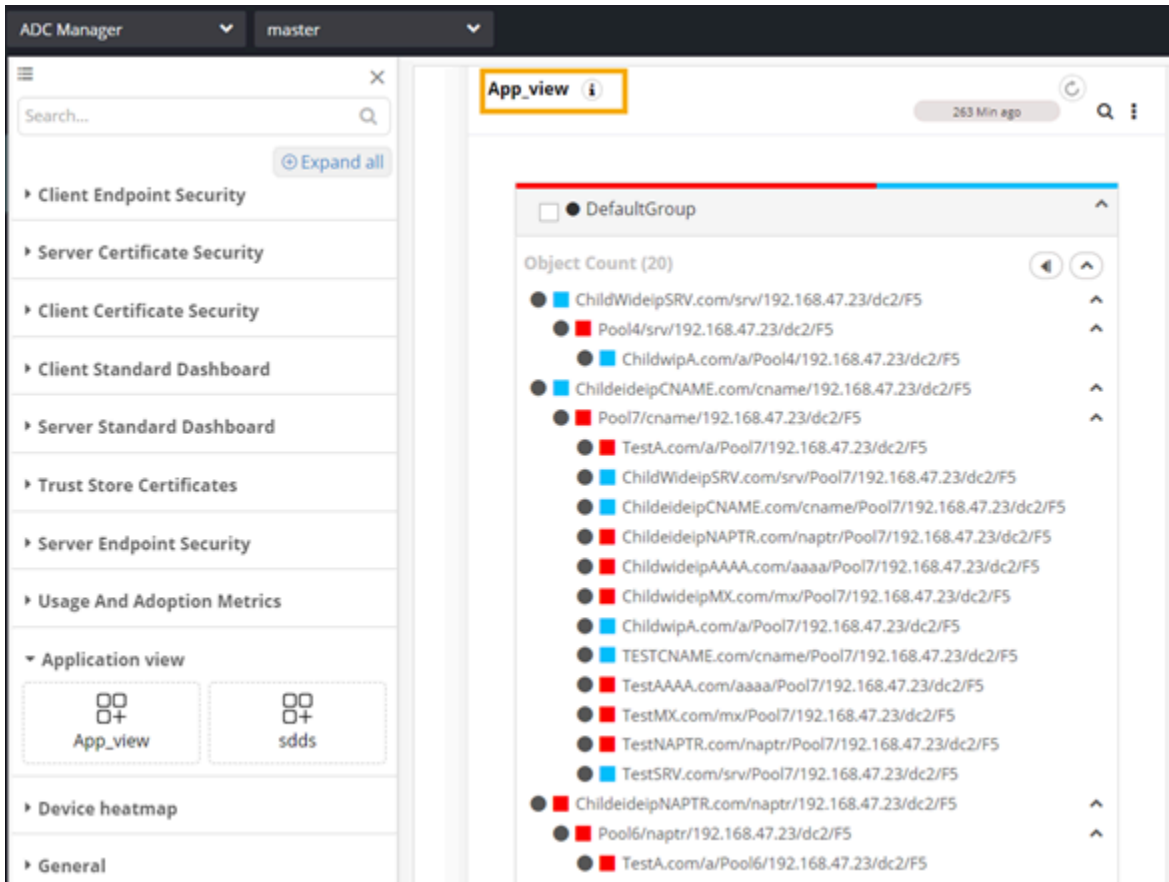 ADC Manager
master
Search...
Expand all
Client Endpoint Security
Server Certificate Security
Client Certificate Security
Client Standard Dashboard
Server Standard Dashboard
Trust Store Certificates
Server Endpoint Security
Usage And Adoption Metrics
Application view
App_view
sdds
Device heatmap
General
App_view
263 Min ago
DefaultGroup
Object Count (20)
ChildWideipSRV.com/srv/192.168.47.23/dc2/F5
Pool4/srv/192.168.47.23/dc2/F5
ChildwipA.com/a/Pool4/192.168.47.23/dc2/F5
ChildeideipCNAME.com/cname/192.168.47.23/dc2/F5
Pool7/cname/192.168.47.23/dc2/F5
TestA.com/a/Pool7/192.168.47.23/dc2/F5
ChildWideipSRV.com/srv/Pool7/192.168.47.23/dc2/F5
ChildeideipCNAME.com/cname/Pool7/192.168.47.23/dc2/F5
ChildeideipNAPTR.com/naptr/Pool7/192.168.47.23/dc2/F5
ChildwideipAAAA.com/aaaa/Pool7/192.168.47.23/dc2/F5
ChildwideipMX.com/mx/Pool7/192.168.47.23/dc2/F5
ChildwipA.com/a/Pool7/192.168.47.23/dc2/F5
TESTCNAME.com/cname/Pool7/192.168.47.23/dc2/F5
TestAAAA.com/aaaa/Pool7/192.168.47.23/dc2/F5
TestMX.com/mx/Pool7/192.168.47.23/dc2/F5
TestNAPTR.com/naptr/Pool7/192.168.47.23/dc2/F5
TestSRV.com/srv/Pool7/192.168.47.23/dc2/F5
ChildeideipNAPTR.com/naptr/192.168.47.23/dc2/F5
Pool6/naptr/192.168.47.23/dc2/F5
TestA.com/a/Pool6/192.168.47.23/dc2/F5